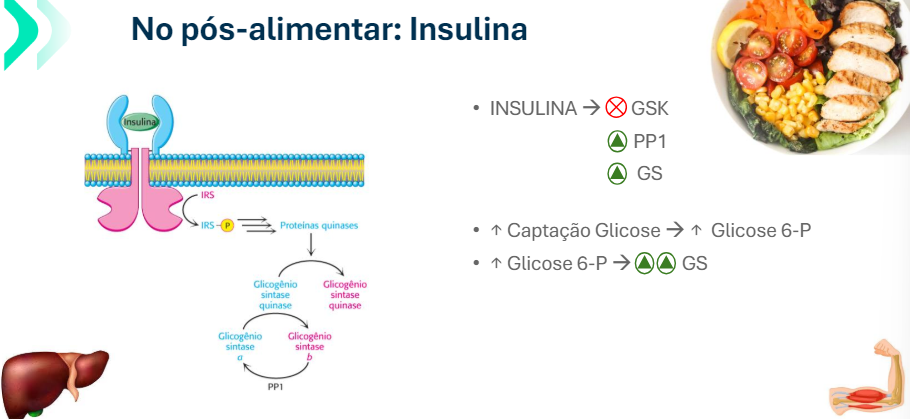 No pós-alimentar: Insulina
Insulina
IRS
IRS – P
Proteínas quinases
Glicogênio
sintase
quinase
Glicogênio
sintase
quinase
Glicogênio
sintase
a
Glicogênio
sintase
b
PP1
• INSULINA → GSK
PP1
GS
• ↑ Captação Glicose → ↑ Glicose 6-P
• ↑ Glicose 6-P → GS